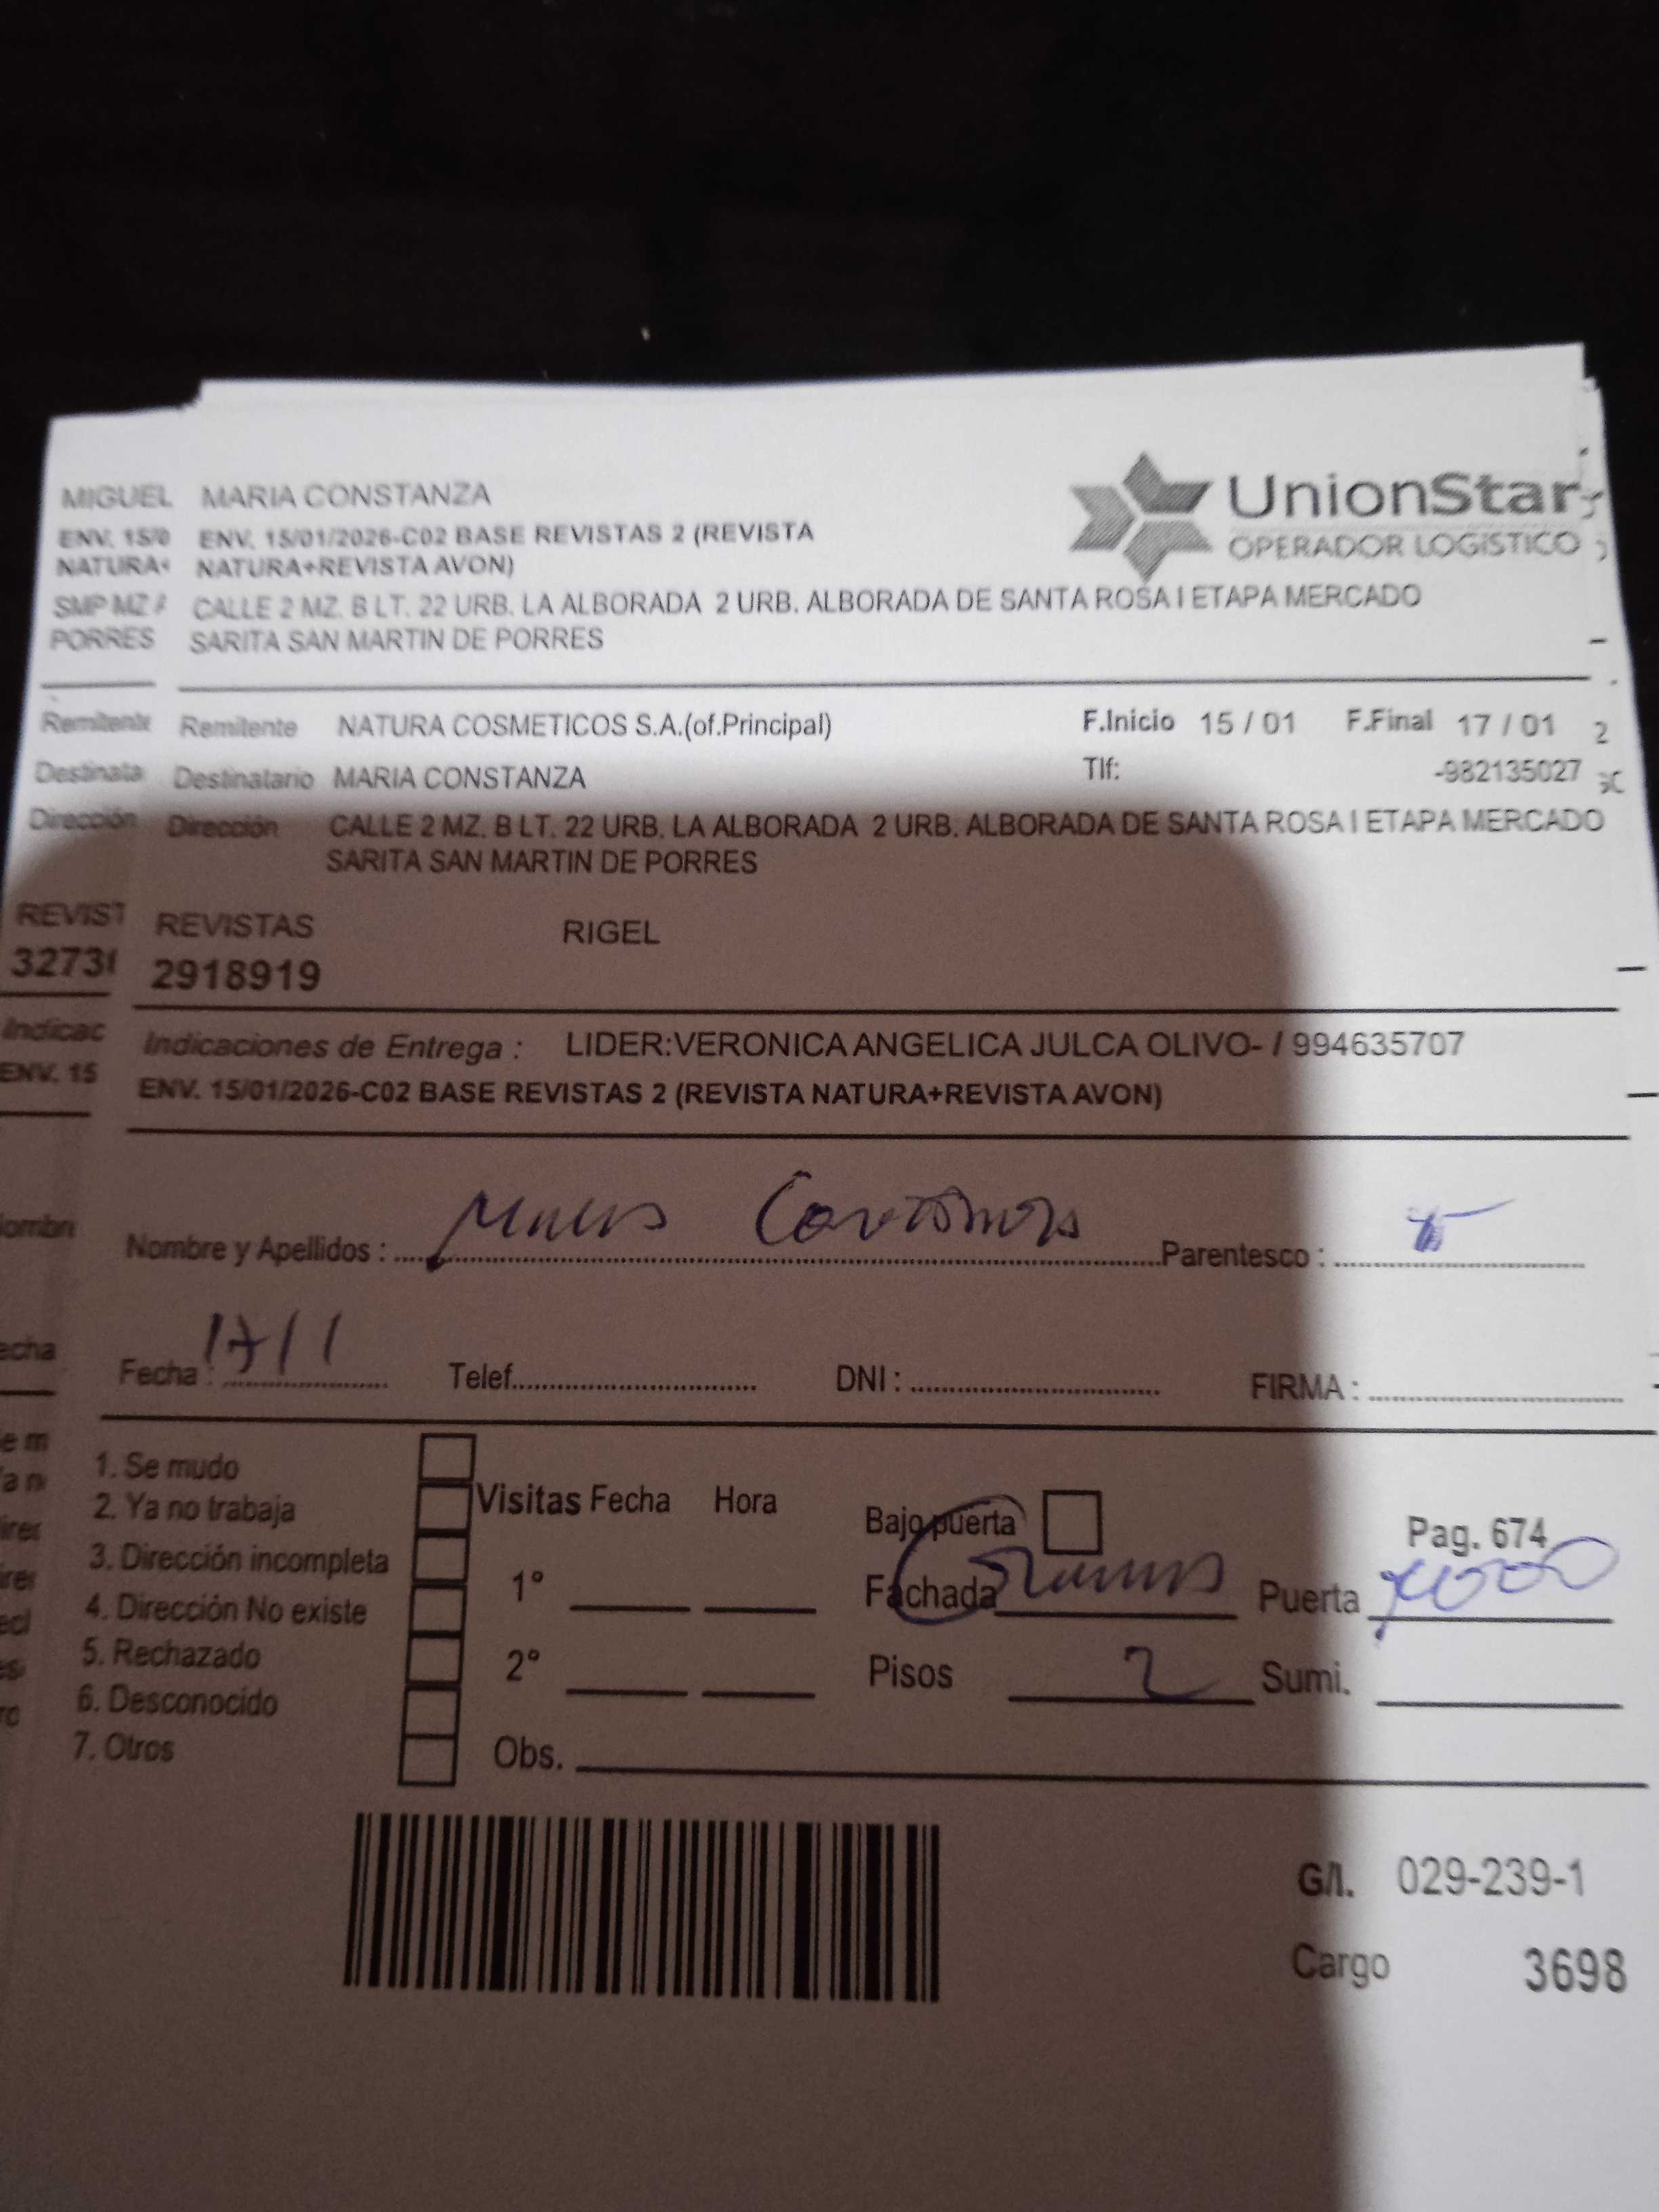 MIGUEL MARIA CONSTANZA
UnionStar
OPERADOR LOGÍSTICO
ENV. 15/0 ENV. 15/01/2026-C02 BASE REVISTAS 2 (REVISTA
NATURA+ NATURA+REVISTA AVON)
SMP MZ CALLE 2 MZ. B LT. 22 URB. LA ALBORADA 2 URB. ALBORADA DE SANTA ROSA I ETAPA MERCADO
PORRES SARITA SAN MARTIN DE PORRES
Remitente Remitente NATURA COSMETICOS S.A.(of.Principal) F.Inicio 15 / 01 F.Final 17 / 01 2
Destinata Destinatario MARIA CONSTANZA Tlf: -982135027
Dirección Dirección CALLE 2 MZ. B LT. 22 URB. LA ALBORADA 2 URB. ALBORADA DE SANTA ROSA I ETAPA MERCADO
SARITA SAN MARTIN DE PORRES
REVIST REVISTAS RIGEL
2918919
Indicac Indicaciones de Entrega : LIDER:VERONICA ANGELICA JULCA OLIVO- / 994635707
ENV. 15 ENV. 15/01/2026-C02 BASE REVISTAS 2 (REVISTA NATURA+REVISTA AVON)
Nombre y Apellidos : Parentesco :
echa Fecha : 17/1 Telef. DNI : FIRMA :
1. Se mudo
2. Ya no trabaja Visitas Fecha Hora Bajo puerta Pag. 674
3. Dirección incompleta
4. Dirección No existe 1° Fachada Puerta
5. Rechazado 2° Pisos 2 Sumi.
6. Desconocido
7. Otros Obs.
G/I. 029-239-1
Cargo 3698